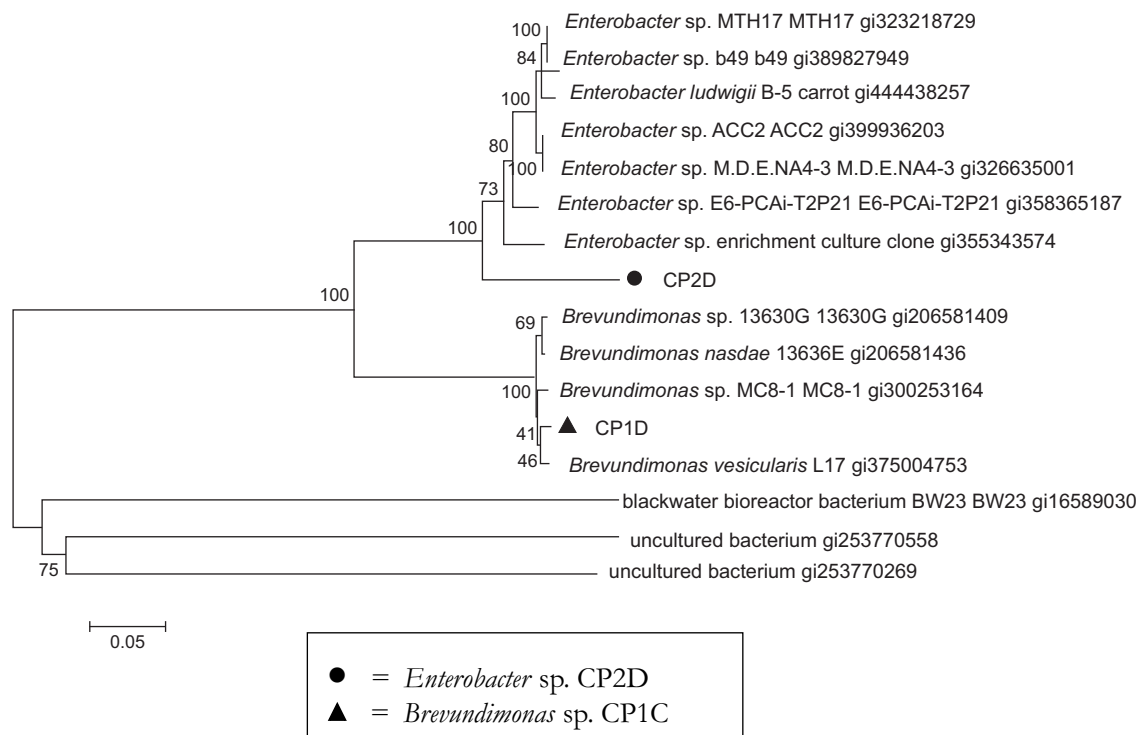 100
Enterobacter sp. MTH17 MTH17 gi323218729
84
Enterobacter sp. b49 b49 gi389827949
Enterobacter ludwigii B-5 carrot gi444438257
100
Enterobacter sp. ACC2 ACC2 gi399936203
80
100
Enterobacter sp. M.D.E.NA4-3 M.D.E.NA4-3 gi326635001
73
Enterobacter sp. E6-PCAi-T2P21 E6-PCAi-T2P21 gi358365187
100
Enterobacter sp. enrichment culture clone gi355343574
CP2D
100
69
Brevundimonas sp. 13630G 13630G gi206581409
Brevundimonas nasdae 13636E gi206581436
100
Brevundimonas sp. MC8-1 MC8-1 gi300253164
41
CP1D
46
Brevundimonas vesicularis L17 gi375004753
blackwater bioreactor bacterium BW23 BW23 gi16589030
uncultured bacterium gi253770558
75
uncultured bacterium gi253770269
0.05
● = Enterobacter sp. CP2D
▲ = Brevundimonas sp. CP1C